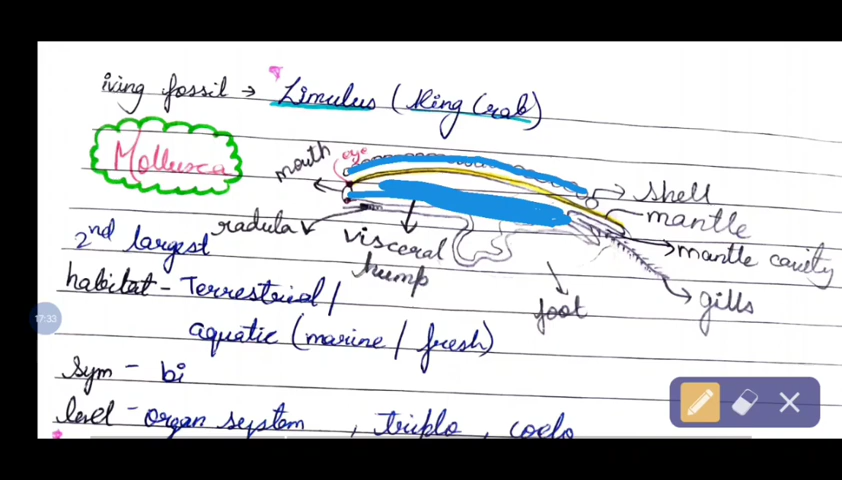 iving fossil → Limulus (King Crab)
Mollusca
mouth
eye
shell
mantle
mantle cavity
gills
foot
visceral
hump
radula
2nd largest
habitat - Terrestrial /
aquatic (marine / fresh)
Sym - bi
level - organ system , triplo , coelo
17:33